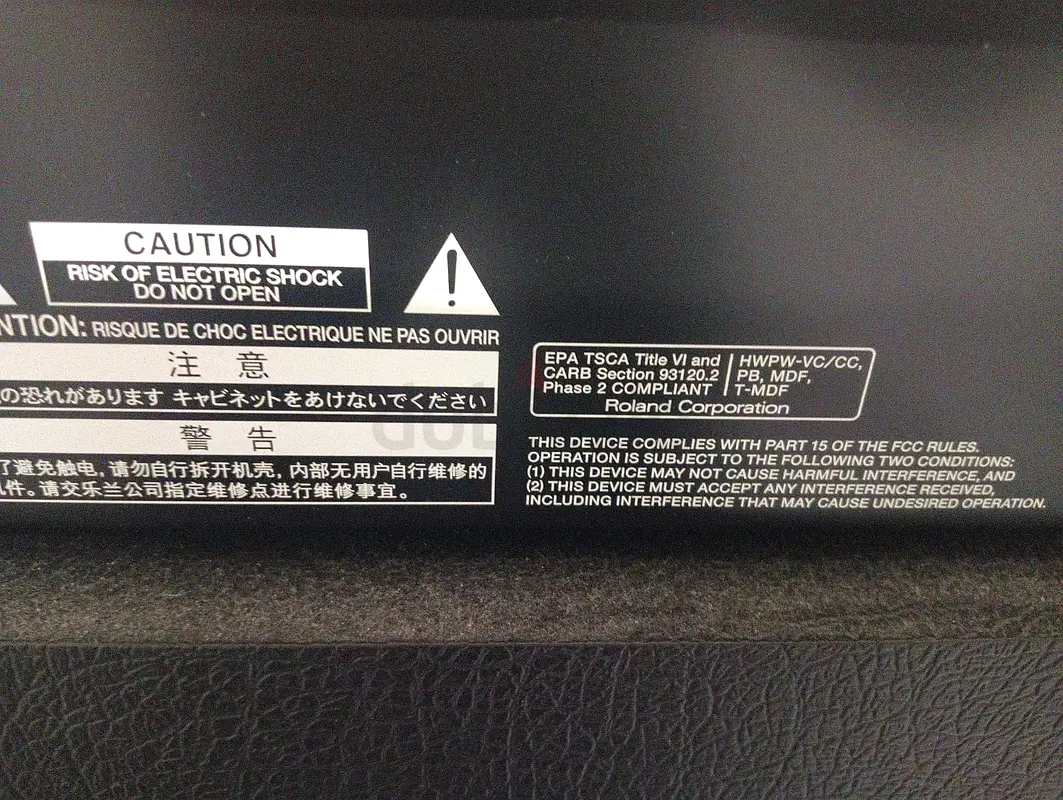 CAUTION
RISK OF ELECTRIC SHOCK
DO NOT OPEN
NTION: RISQUE DE CHOC ELECTRIQUE NE PAS OUVRIR
注 意
の恐れがあります キャビネットをあけないでください
警 告
了避免触电，请勿自行拆开机壳，内部无用户自行维修的
件。请交乐兰公司指定维修点进行维修事宜。
EPA TSCA Title VI and
CARB Section 93120.2
Phase 2 COMPLIANT
HWPW-VC/CC,
PB, MDF,
T-MDF
Roland Corporation
THIS DEVICE COMPLIES WITH PART 15 OF THE FCC RULES.
OPERATION IS SUBJECT TO THE FOLLOWING TWO CONDITIONS:
(1) THIS DEVICE MAY NOT CAUSE HARMFUL INTERFERENCE, AND
(2) THIS DEVICE MUST ACCEPT ANY INTERFERENCE RECEIVED,
INCLUDING INTERFERENCE THAT MAY CAUSE UNDESIRED OPERATION.